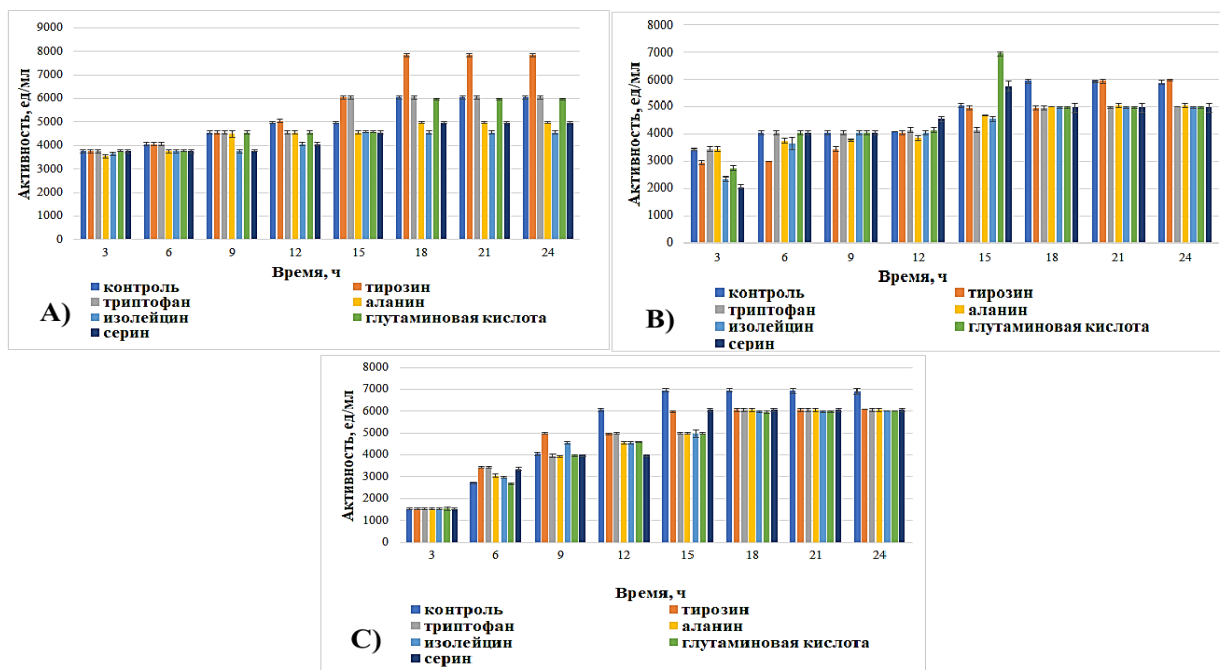 9000
8000
7000
6000
5000
4000
3000
2000
1000
0
Активность, ед/мл
3 6 9 12 15 18 21 24
Время, ч
контроль тирозин
триптофан аланин
изолейцин глутаминовая кислота
серин
A)
8000
7000
6000
5000
4000
3000
2000
1000
0
Активность, ед/мл
3 6 9 12 15 18 21 24
Время, ч
контроль тирозин
триптофан аланин
изолейцин глутаминовая кислота
серин
B)
8000
7000
6000
5000
4000
3000
2000
1000
0
Активность, ед/мл
3 6 9 12 15 18 21 24
Время, ч
контроль тирозин
триптофан аланин
изолейцин глутаминовая кислота
серин
C)